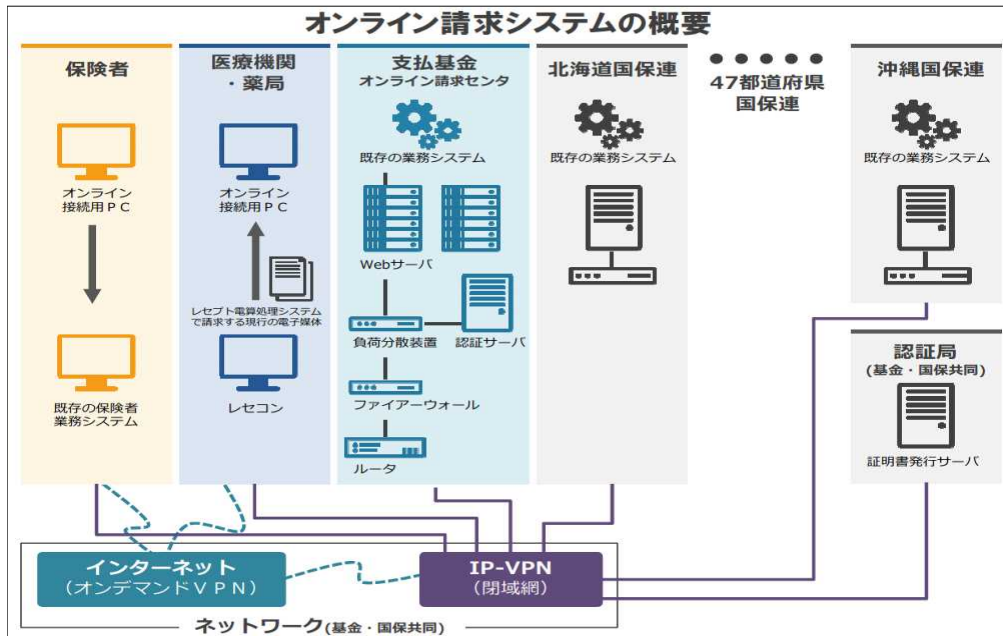 オンライン請求システムの概要
保険者
オンライン
接続用PC
既存の保険者
業務システム
医療機関
・薬局
オンライン
接続用PC
レセプト電算処理システム
で請求する現行の電子媒体
レセコン
支払基金
オンライン請求センタ
既存の業務システム
Webサーバ
負荷分散装置
認証サーバ
ファイアーウォール
ルータ
北海道国保連
既存の業務システム
●●●●●
47都道府県
国保連
沖縄国保連
既存の業務システム
認証局
(基金・国保共同)
証明書発行サーバ
インターネット
(オンデマンドVPN)
IP-VPN
(閉域網)
ネットワーク(基金・国保共同)